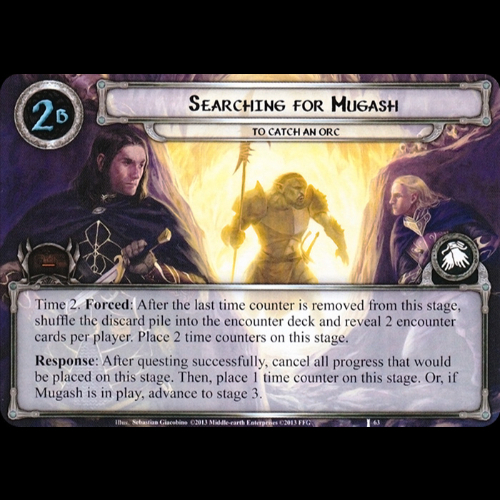 2B
SEARCHING FOR MUGASH
TO CATCH AN ORC
Time 2. Forced: After the last time counter is removed from this stage,
shuffle the discard pile into the encounter deck and reveal 2 encounter
cards per player. Place 2 time counters on this stage.
Response: After questing successfully, cancel all progress that would
be placed on this stage. Then, place 1 time counter on this stage. Or, if
Mugash is in play, advance to stage 3.
Illus. Sebastian Giacobino ©2013 Middle-earth Enterprises ©2013 FFG
63